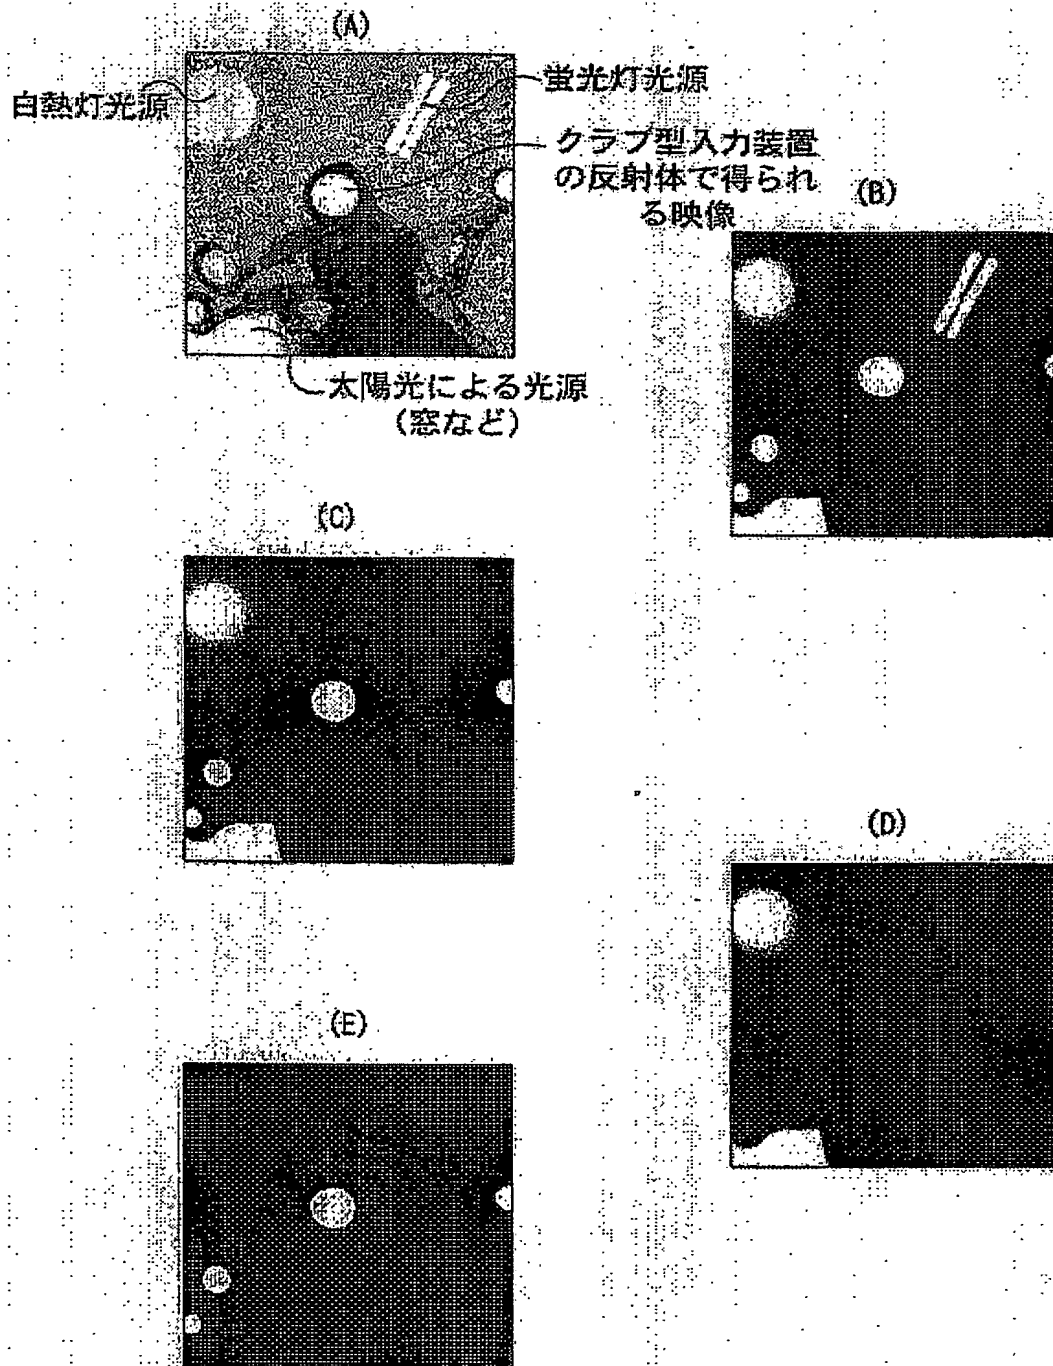 (A)
白熱灯光源
蛍光灯光源
クラブ型入力装置
の反射体で得られ
る映像
太陽光による光源
(窓など)
(B)
(C)
(D)
(E)